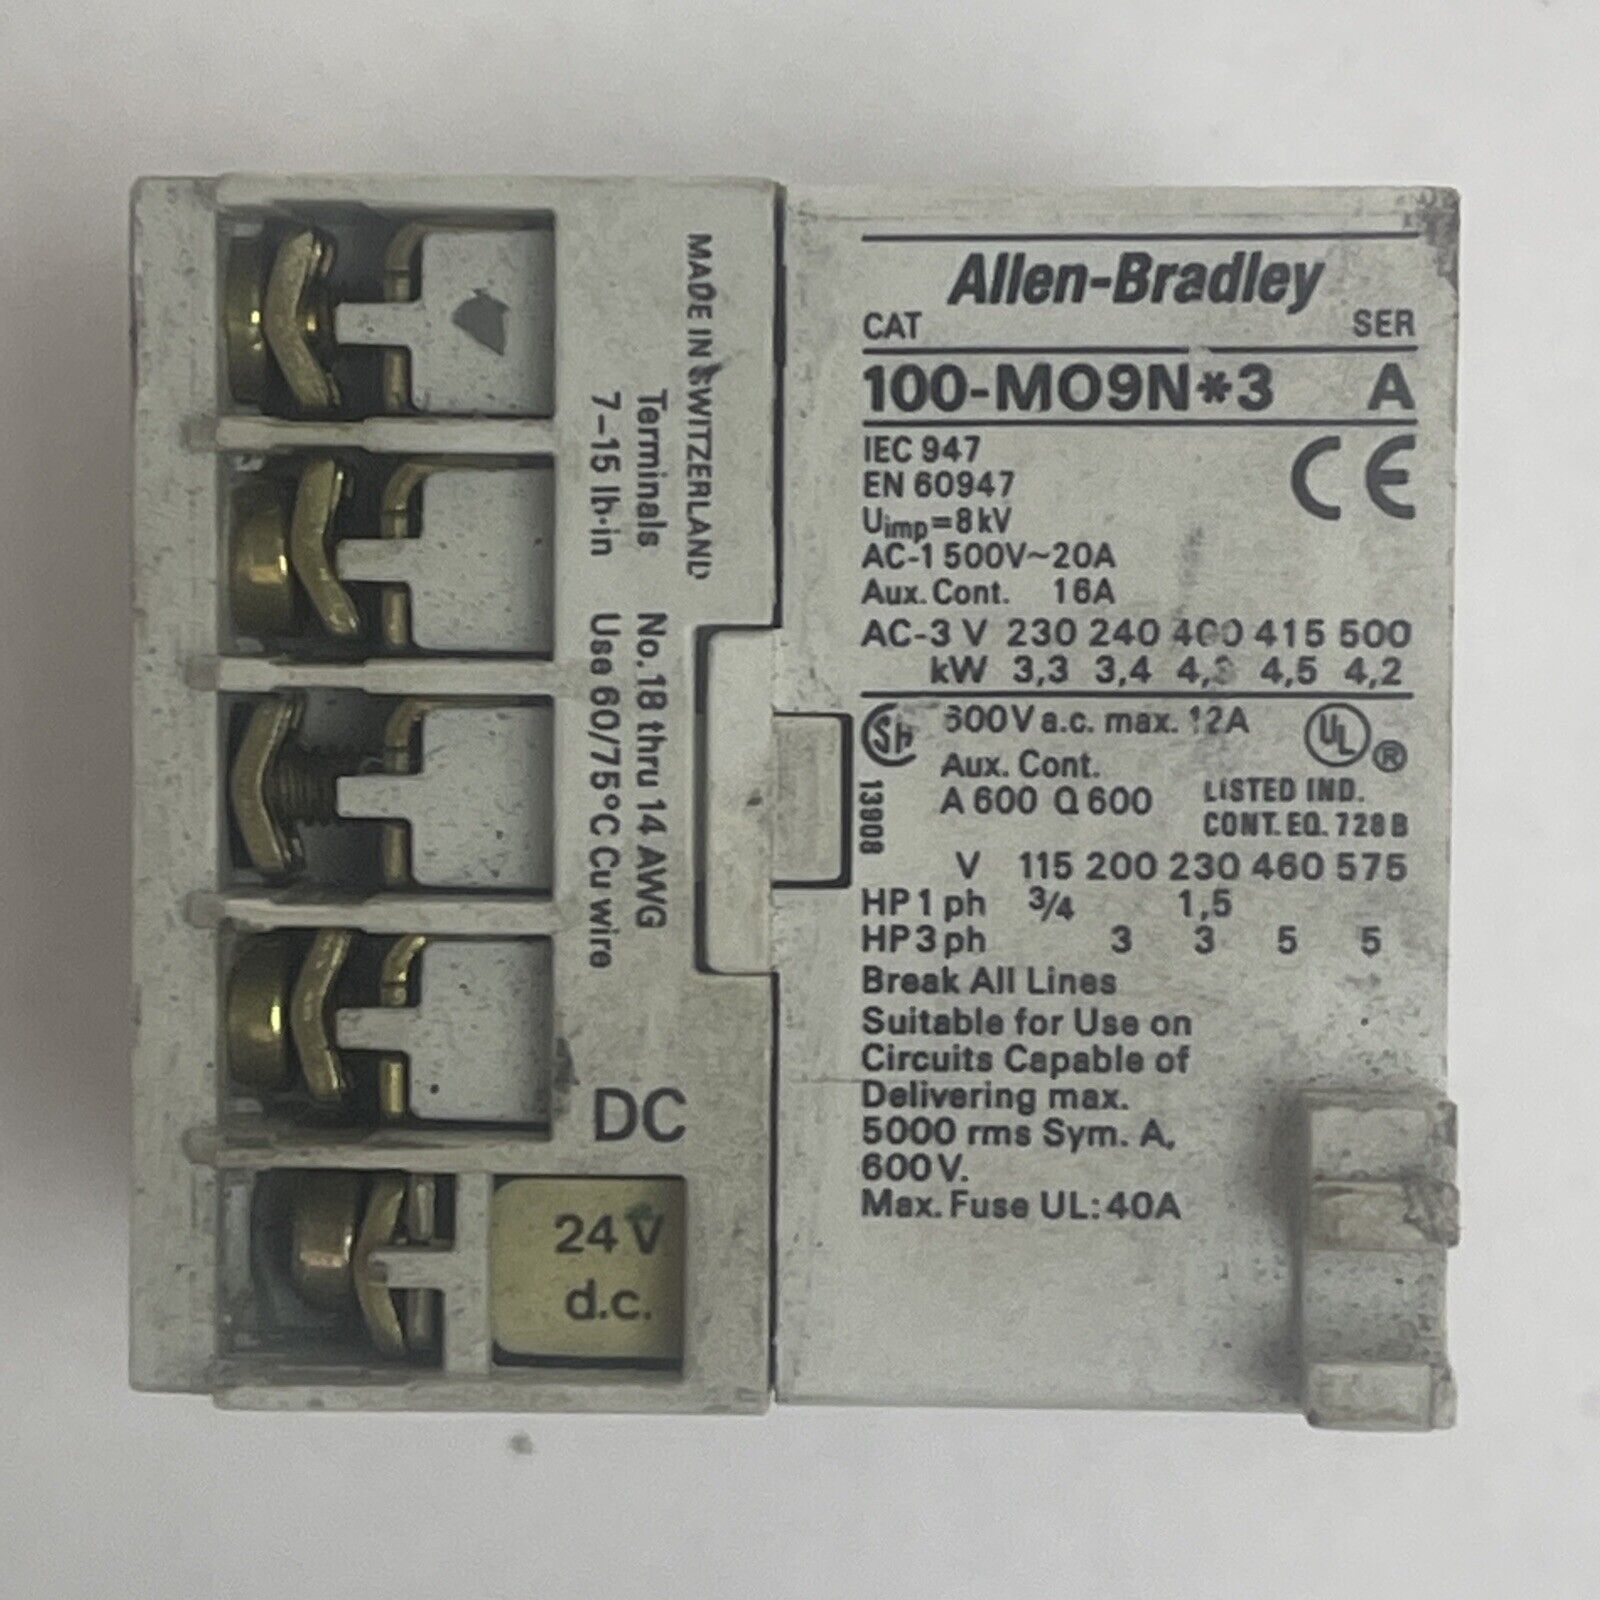 MADE IN SWITZERLAND
Terminals No. 18 thru 14 AWG
7–15 lb·in Use 60/75°C Cu wire
DC
24 V
d.c.
Allen-Bradley
CAT SER
100-MO9N*3 A
IEC 947
EN 60947
CE
Uimp=8kV
AC-1 500V~20A
Aux. Cont. 16A
AC-3 V 230 240 400 415 500
kW 3,3 3,4 4,5 4,2
600V a.c. max. 12A
UL ®
Aux. Cont.
A 600 Q 600
LISTED IND.
CONT. EQ. 728B
13908
V 115 200 230 460 575
HP 1 ph 3/4 1,5
HP 3 ph 3 3 5 5
Break All Lines
Suitable for Use on
Circuits Capable of
Delivering max.
5000 rms Sym. A,
600V.
Max. Fuse UL: 40A